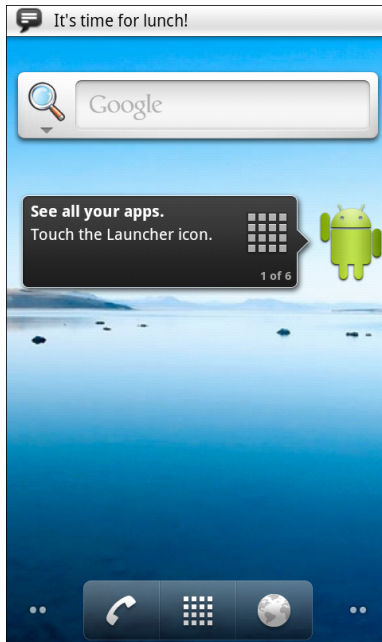 It's time for lunch!
Google
See all your apps.
Touch the Launcher icon.
1 of 6